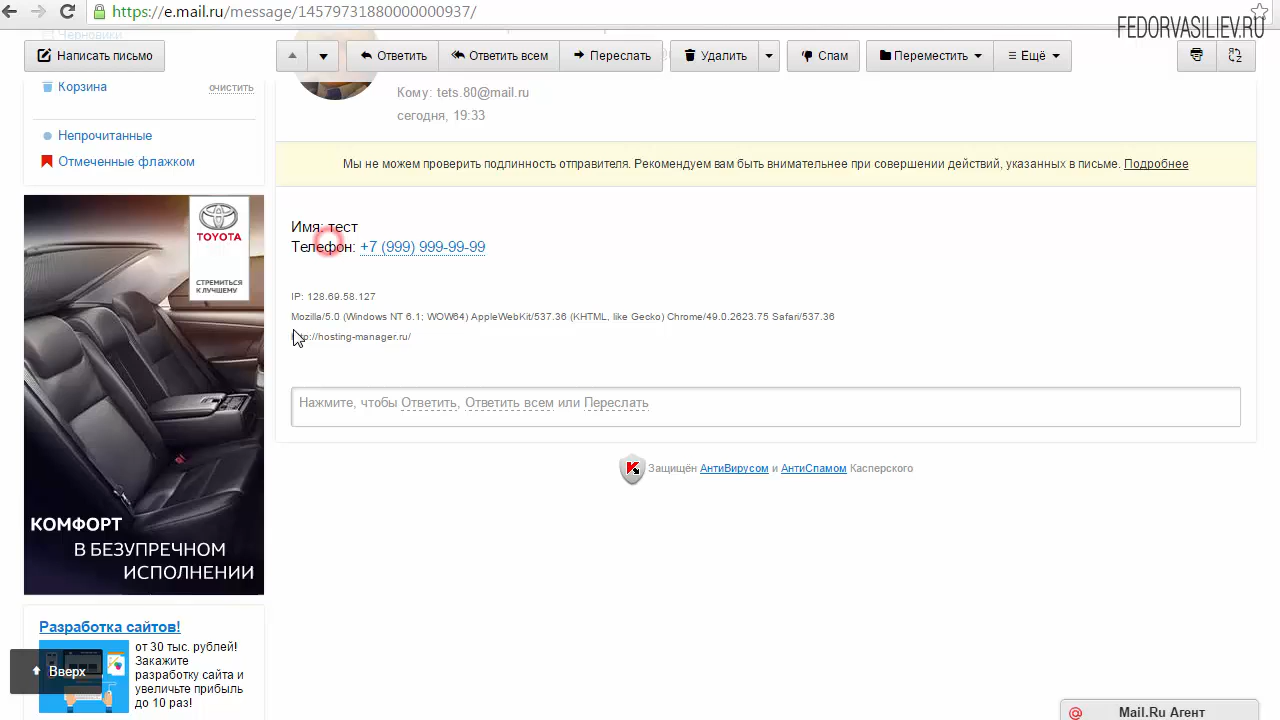 https://e.mail.ru/message/14579731880000000937/
FEDORVASILIEV.RU
Черновики
Написать письмо
Ответить
Ответить всем
Переслать
Удалить
Спам
Переместить
Ещё
Корзина
очистить
Кому: tets.80@mail.ru
сегодня, 19:33
Непрочитанные
Отмеченные флажком
Мы не можем проверить подлинность отправителя. Рекомендуем вам быть внимательнее при совершении действий, указанных в письме. Подробнее
TOYOTA
СТРЕМИТЬСЯ
К ЛУЧШЕМУ
Имя: тест
Телефон: +7 (999) 999-99-99
IP: 128.69.58.127
Mozilla/5.0 (Windows NT 6.1; WOW64) AppleWebKit/537.36 (KHTML, like Gecko) Chrome/49.0.2623.75 Safari/537.36
http://hosting-manager.ru/
Нажмите, чтобы Ответить, Ответить всем или Переслать
Защищён АнтиВирусом и АнтиСпамом Касперского
КОМФОРТ
В БЕЗУПРЕЧНОМ
ИСПОЛНЕНИИ
Разработка сайтов!
от 30 тыс. рублей!
Закажите
разработку сайта и
увеличьте прибыль
до 10 раз!
Вверх
Mail.Ru Агент